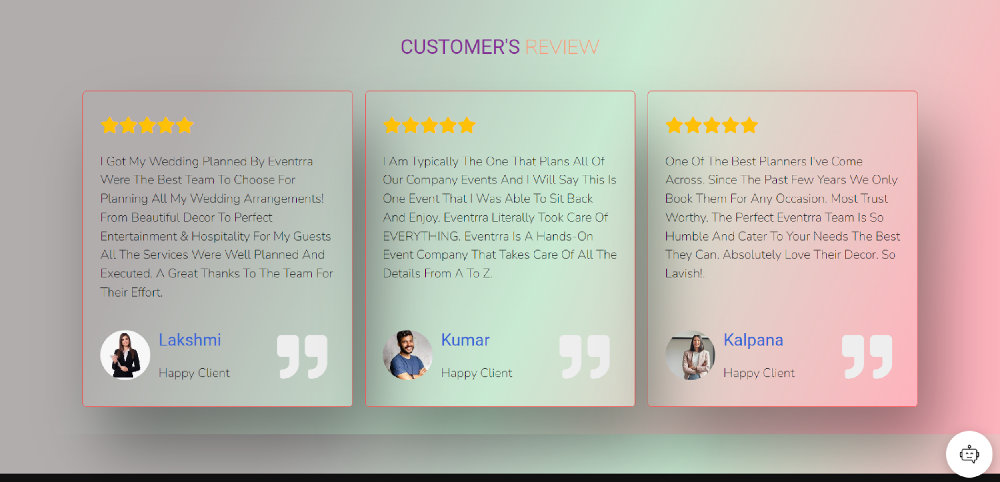 CUSTOMER'S REVIEW
I Got My Wedding Planned By Eventrra
Were The Best Team To Choose For
Planning All My Wedding Arrangements!
From Beautiful Decor To Perfect
Entertainment & Hospitality For My Guests
All The Services Were Well Planned And
Executed. A Great Thanks To The Team For
Their Effort.
Lakshmi
Happy Client
I Am Typically The One That Plans All Of
Our Company Events And I Will Say This Is
One Event That I Was Able To Sit Back
And Enjoy. Eventrra Literally Took Care Of
EVERYTHING. Eventrra Is A Hands-On
Event Company That Takes Care Of All The
Details From A To Z.
Kumar
Happy Client
One Of The Best Planners I've Come
Across. Since The Past Few Years We Only
Book Them For Any Occasion. Most Trust
Worthy. The Perfect Eventrra Team Is So
Humble And Cater To Your Needs The Best
They Can. Absolutely Love Their Decor. So
Lavish!.
Kalpana
Happy Client